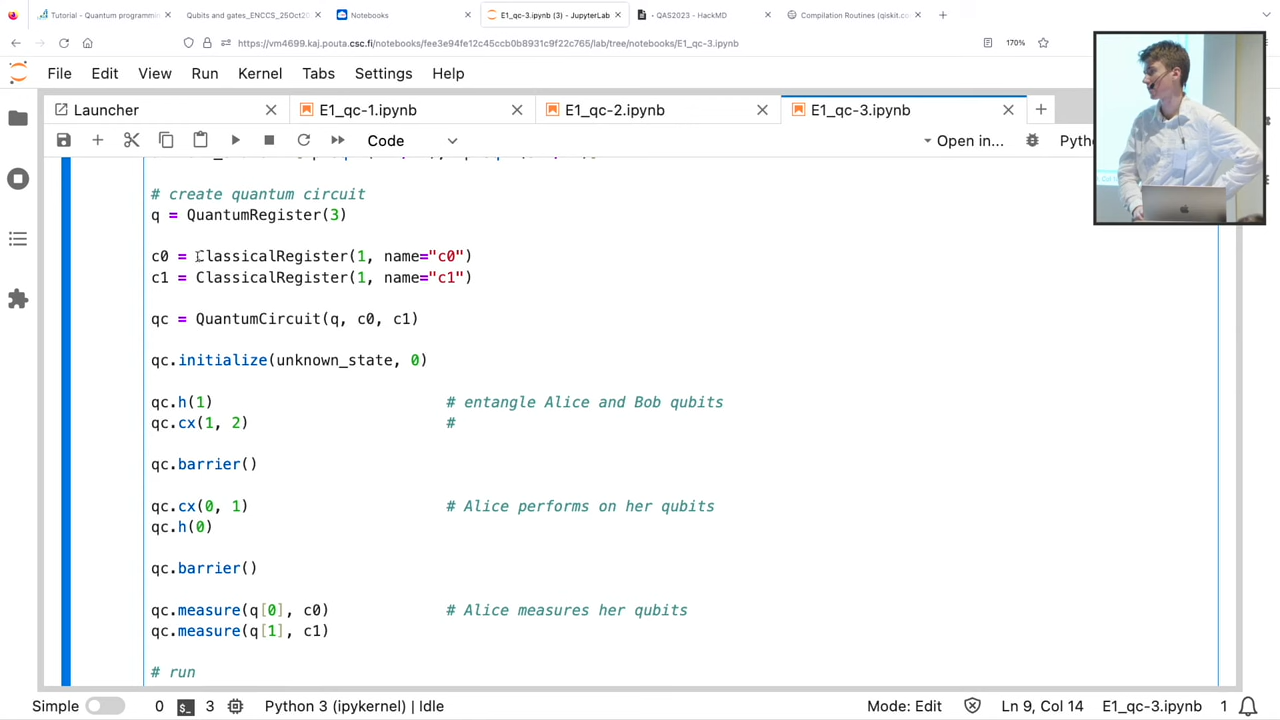 Tutorial - Quantum programmin
Qubits and gates_ENCCS_25Oct20
Notebooks
E1_qc-3.ipynb (3) - JupyterLab
QAS2023 - HackMD
Compilation Routines (qiskit.c
https://vm4699.kaj.pouta.csc.fi/notebooks/fee3e94fe12c45ccb0b8931c9f22c765/lab/tree/notebooks/E1_qc-3.ipynb
170%
File Edit View Run Kernel Tabs Settings Help
Launcher
E1_qc-1.ipynb
E1_qc-2.ipynb
E1_qc-3.ipynb
Code
Open in...
Pytho
# create quantum circuit
q = QuantumRegister(3)
c0 = ClassicalRegister(1, name="c0")
c1 = ClassicalRegister(1, name="c1")
qc = QuantumCircuit(q, c0, c1)
qc.initialize(unknown_state, 0)
qc.h(1) # entangle Alice and Bob qubits
qc.cx(1, 2) #
qc.barrier()
qc.cx(0, 1) # Alice performs on her qubits
qc.h(0)
qc.barrier()
qc.measure(q[0], c0) # Alice measures her qubits
qc.measure(q[1], c1)
# run
Simple 0 3 Python 3 (ipykernel) | Idle Mode: Edit Ln 9, Col 14 E1_qc-3.ipynb 1